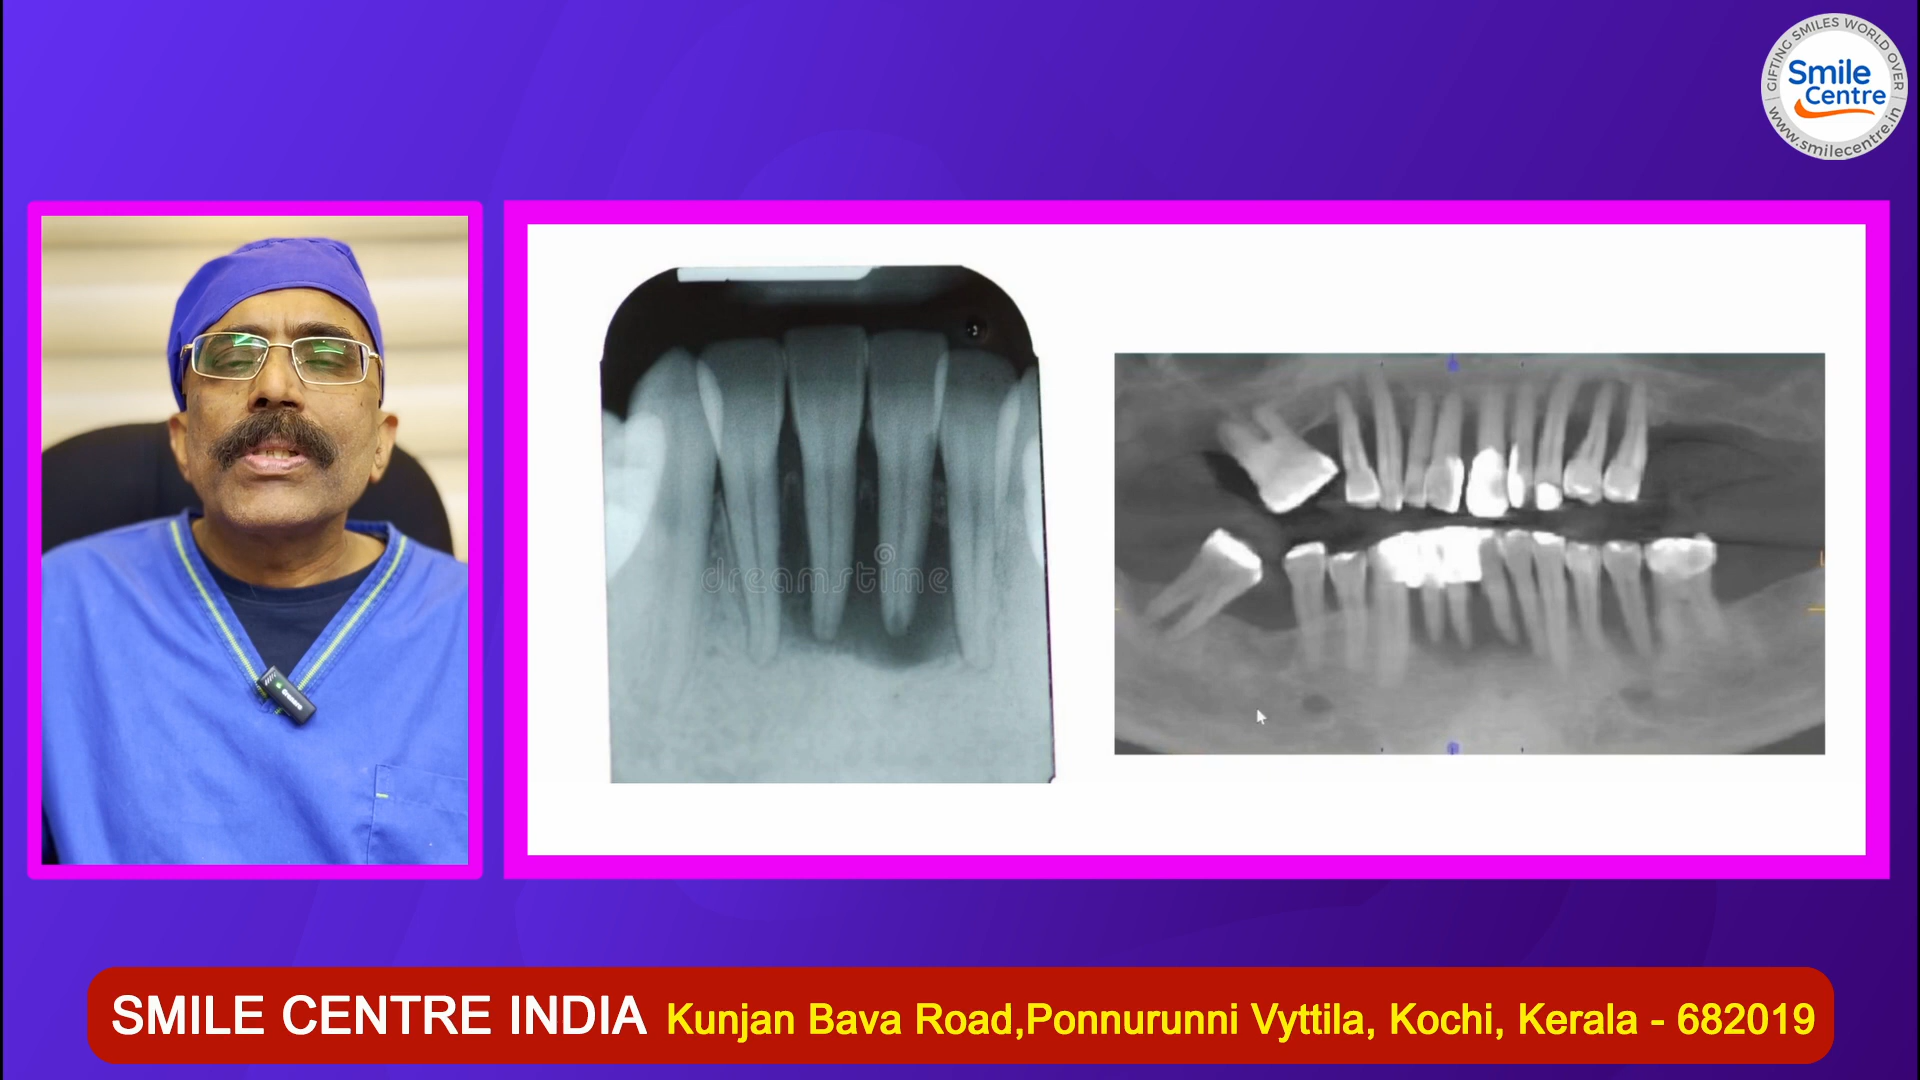 GIFTING SMILES WORLD OVER
Smile
Centre
www.smilecentre.in
dreamstime
SMILE CENTRE INDIA Kunjan Bava Road,Ponnurunni Vyttila, Kochi, Kerala - 682019